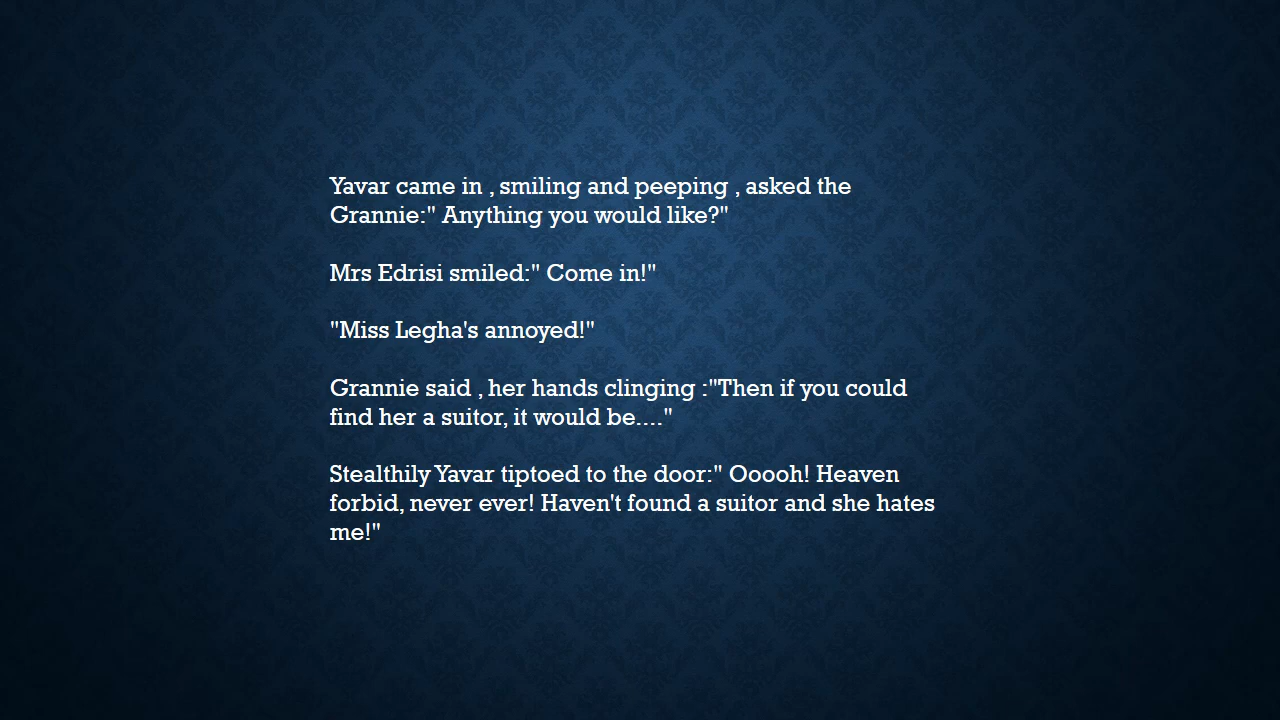 Yavar came in , smiling and peeping , asked the
Grannie:" Anything you would like?"
Mrs Edrisi smiled:" Come in!"
"Miss Legha's annoyed!"
Grannie said , her hands clinging :"Then if you could
find her a suitor, it would be...."
Stealthily Yavar tiptoed to the door:" Ooooh! Heaven
forbid, never ever! Haven't found a suitor and she hates
me!"